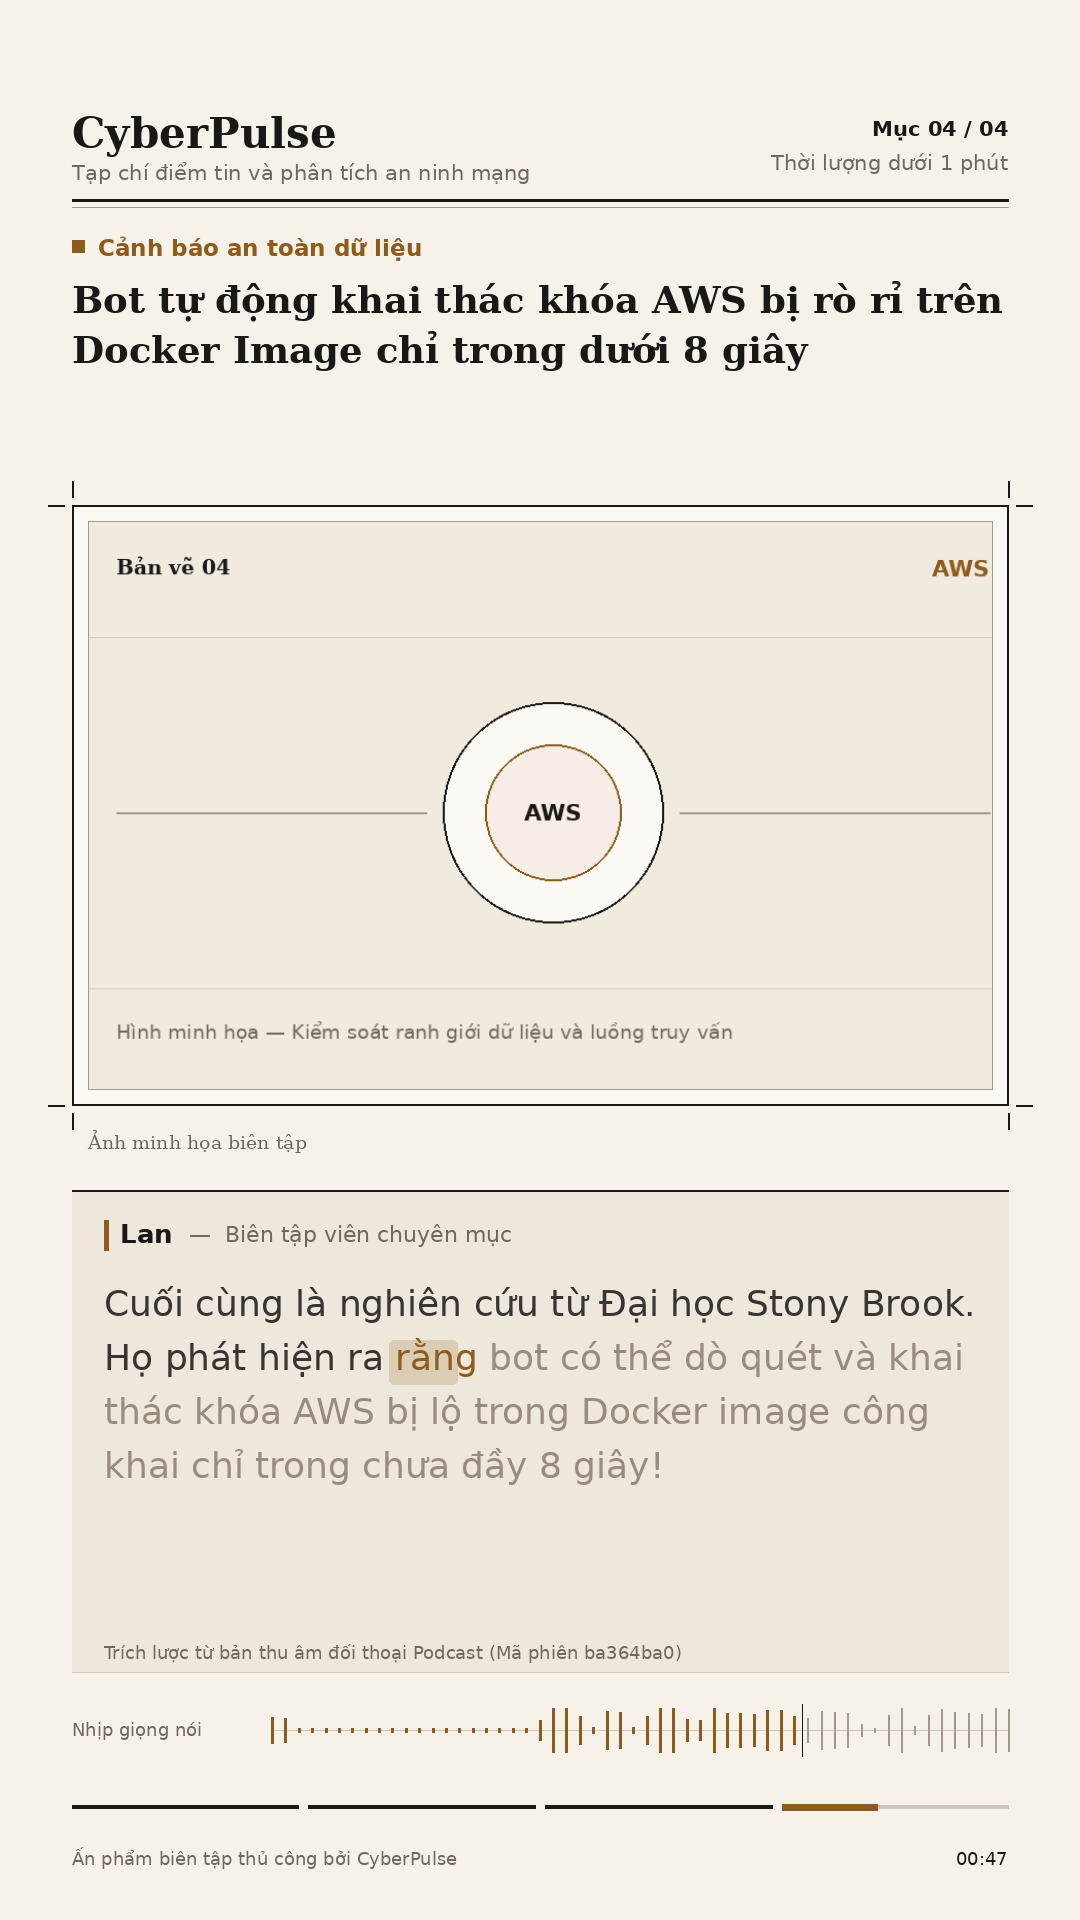 CyberPulse
Tạp chí điểm tin và phân tích an ninh mạng
Mục 04 / 04
Thời lượng dưới 1 phút
Cảnh báo an toàn dữ liệu
Bot tự động khai thác khóa AWS bị rò rỉ trên
Docker Image chỉ trong dưới 8 giây
Bản vẽ 04
AWS
AWS
Hình minh họa — Kiểm soát ranh giới dữ liệu và luồng truy vấn
Ảnh minh họa biên tập
Lan — Biên tập viên chuyên mục
Cuối cùng là nghiên cứu từ Đại học Stony Brook.
Họ phát hiện ra rằng bot có thể dò quét và khai
thác khóa AWS bị lộ trong Docker image công
khai chỉ trong chưa đầy 8 giây!
Trích lược từ bản thu âm đối thoại Podcast (Mã phiên ba364ba0)
Nhịp giọng nói
Ấn phẩm biên tập thủ công bởi CyberPulse
00:47